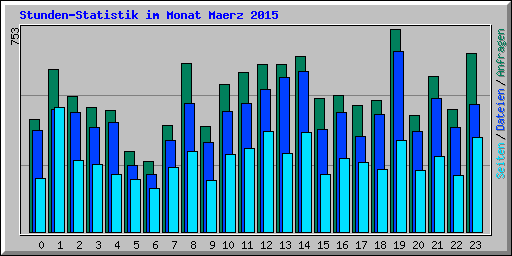 Stunden-Statistik im Monat Maerz 2015
753
Seiten / Dateien / Anfragen
0 1 2 3 4 5 6 7 8 9 10 11 12 13 14 15 16 17 18 19 20 21 22 23